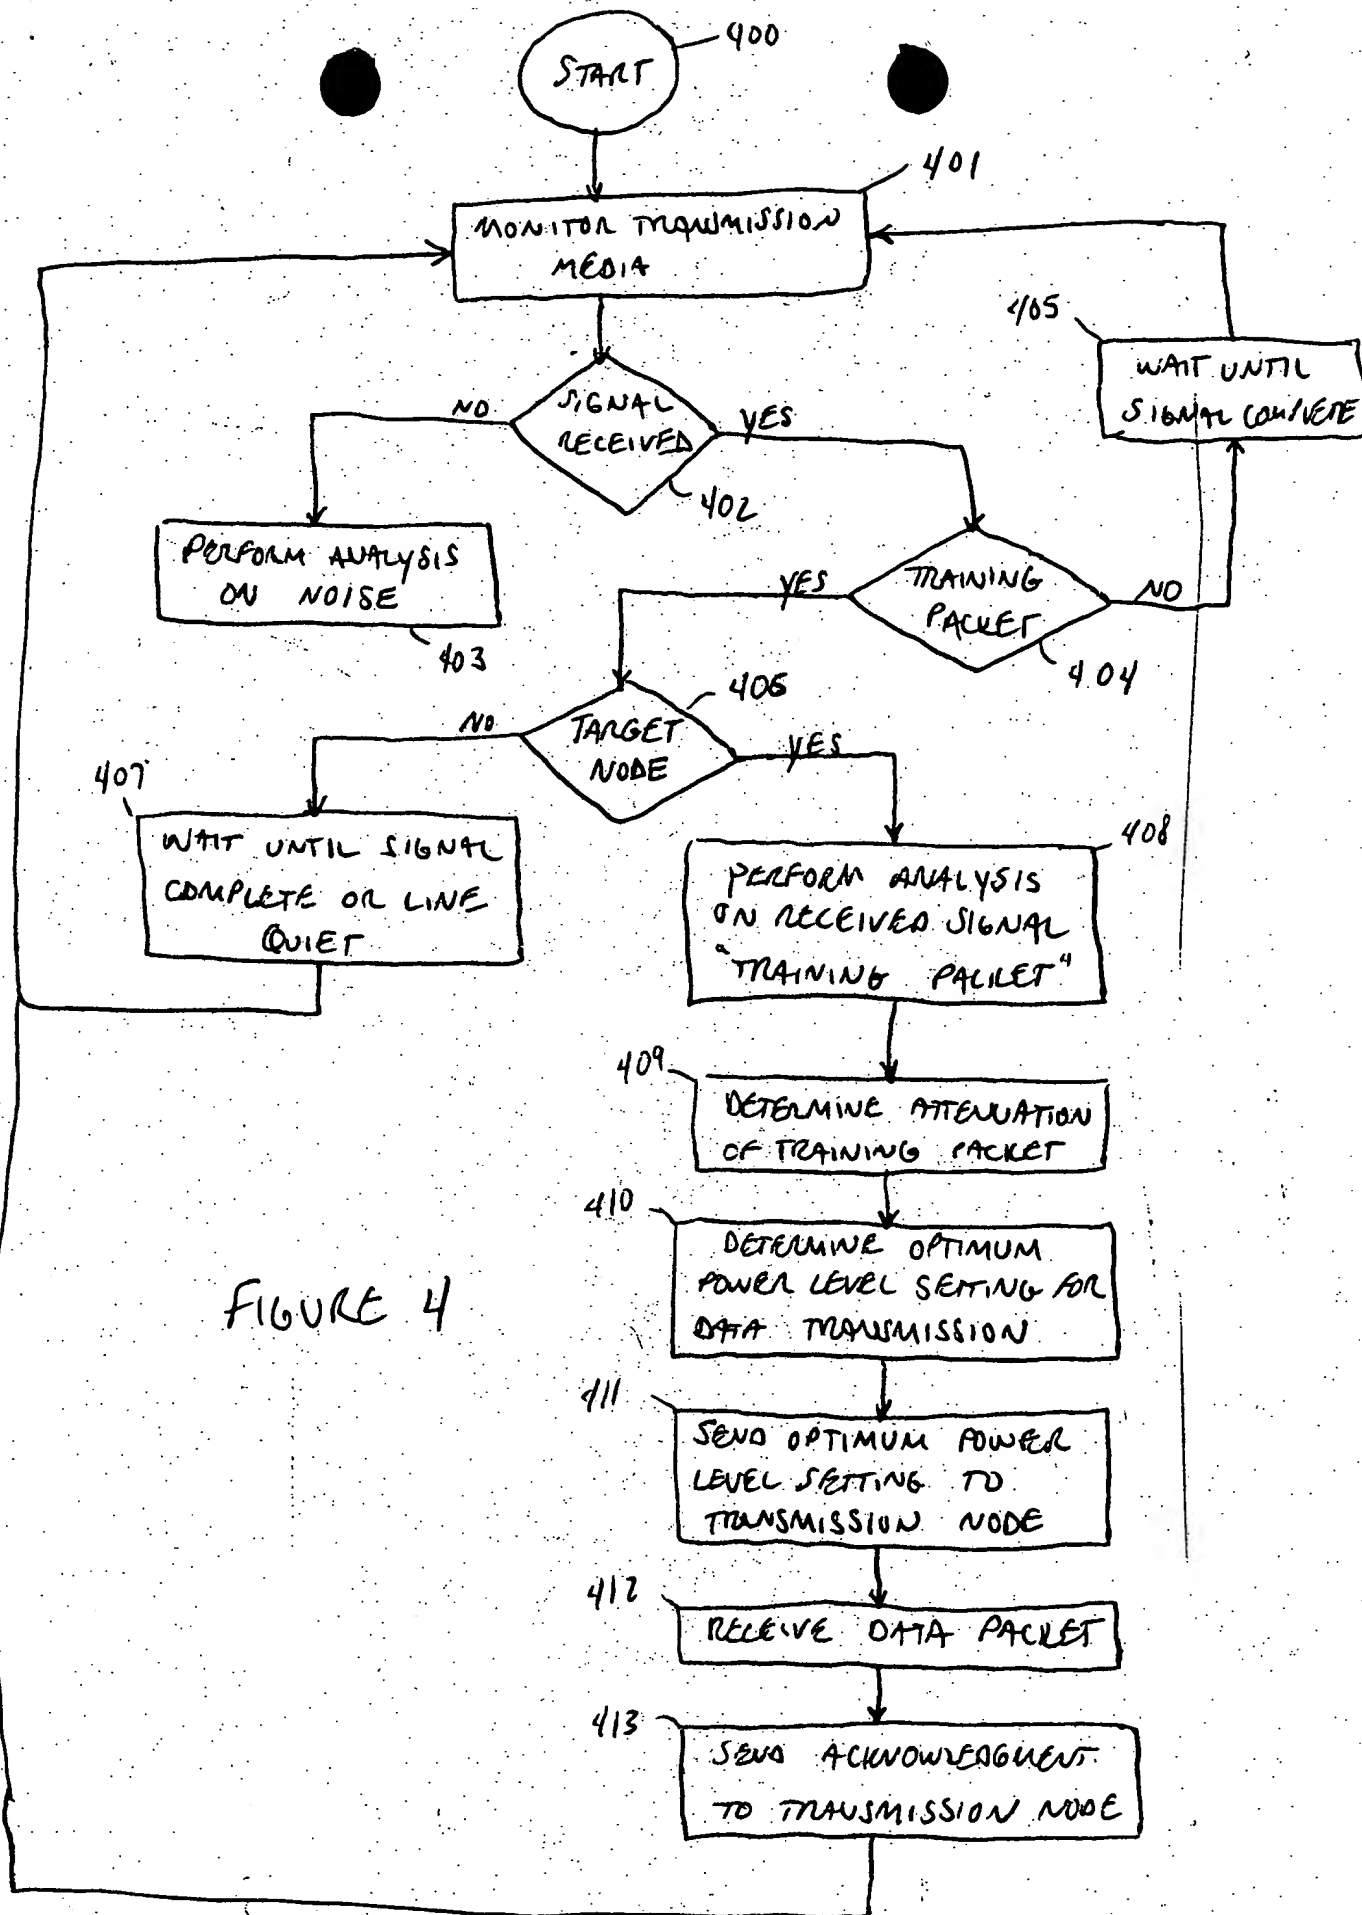 400
START
401
MONITOR TRANSMISSION
MEDIA
405
WAIT UNTIL
SIGNAL COMPLETE
NO
SIGNAL
RECEIVED
YES
402
PERFORM ANALYSIS
ON NOISE
403
YES
TRAINING
PACKET
NO
404
406
NO
TARGET
NODE
YES
407
WAIT UNTIL SIGNAL
COMPLETE OR LINE
QUIET
408
PERFORM ANALYSIS
ON RECEIVED SIGNAL
"TRAINING PACKET"
409
DETERMINE ATTENUATION
OF TRAINING PACKET
410
DETERMINE OPTIMUM
POWER LEVEL SETTING FOR
DATA TRANSMISSION
FIGURE 4
411
SEND OPTIMUM POWER
LEVEL SETTING TO
TRANSMISSION NODE
412
RECEIVE DATA PACKET
413
SEND ACKNOWLEDGMENT
TO TRANSMISSION NODE